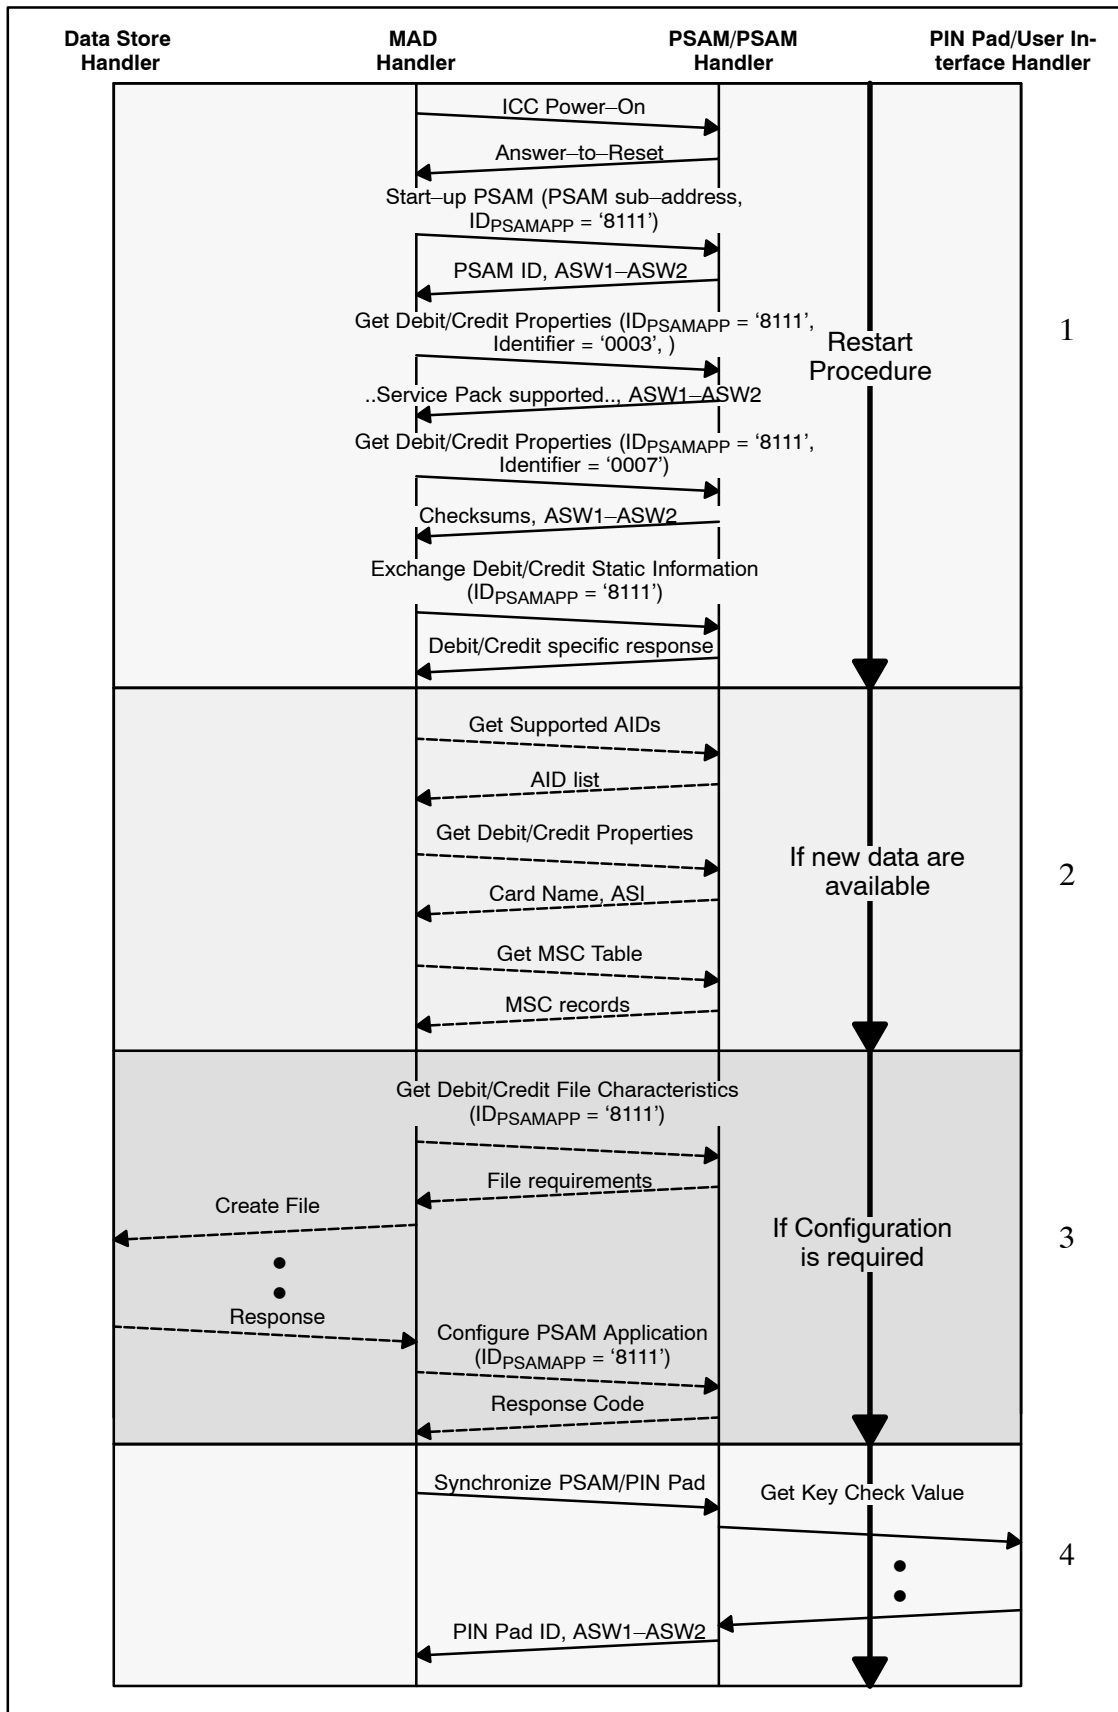 Data Store
Handler
MAD
Handler
PSAM/PSAM
Handler
PIN Pad/User In-
terface Handler
ICC Power–On
Answer–to–Reset
Start–up PSAM (PSAM sub–address,
IDPSAMAPP = ‘8111’)
PSAM ID, ASW1–ASW2
Get Debit/Credit Properties (IDPSAMAPP = ‘8111’,
Identifier = ‘0003’, )
..Service Pack supported.., ASW1–ASW2
Get Debit/Credit Properties (IDPSAMAPP = ‘8111’,
Identifier = ‘0007’)
Checksums, ASW1–ASW2
Exchange Debit/Credit Static Information
(IDPSAMAPP = ‘8111’)
Debit/Credit specific response
Restart
Procedure
1
Get Supported AIDs
AID list
Get Debit/Credit Properties
Card Name, ASI
Get MSC Table
MSC records
If new data are
available
2
Get Debit/Credit File Characteristics
(IDPSAMAPP = ‘8111’)
File requirements
Create File
Response
Configure PSAM Application
(IDPSAMAPP = ‘8111’)
Response Code
If Configuration
is required
3
Synchronize PSAM/PIN Pad
Get Key Check Value
PIN Pad ID, ASW1–ASW2
4